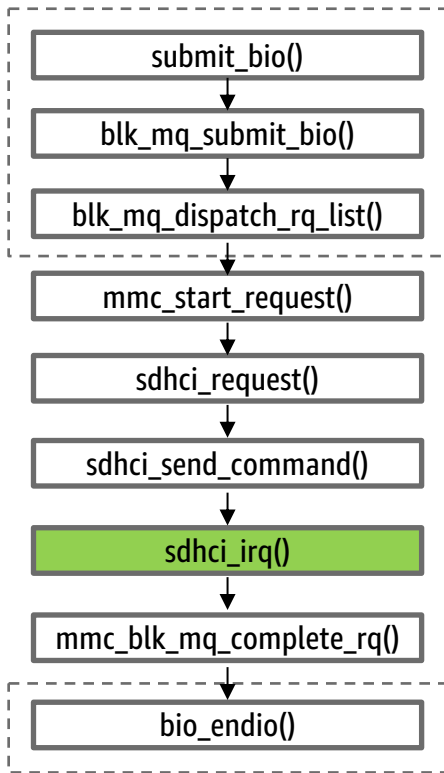 submit_bio()
blk_mq_submit_bio()
blk_mq_dispatch_rq_list()
mmc_start_request()
sdhci_request()
sdhci_send_command()
sdhci_irq()
mmc_blk_mq_complete_rq()
bio_endio()